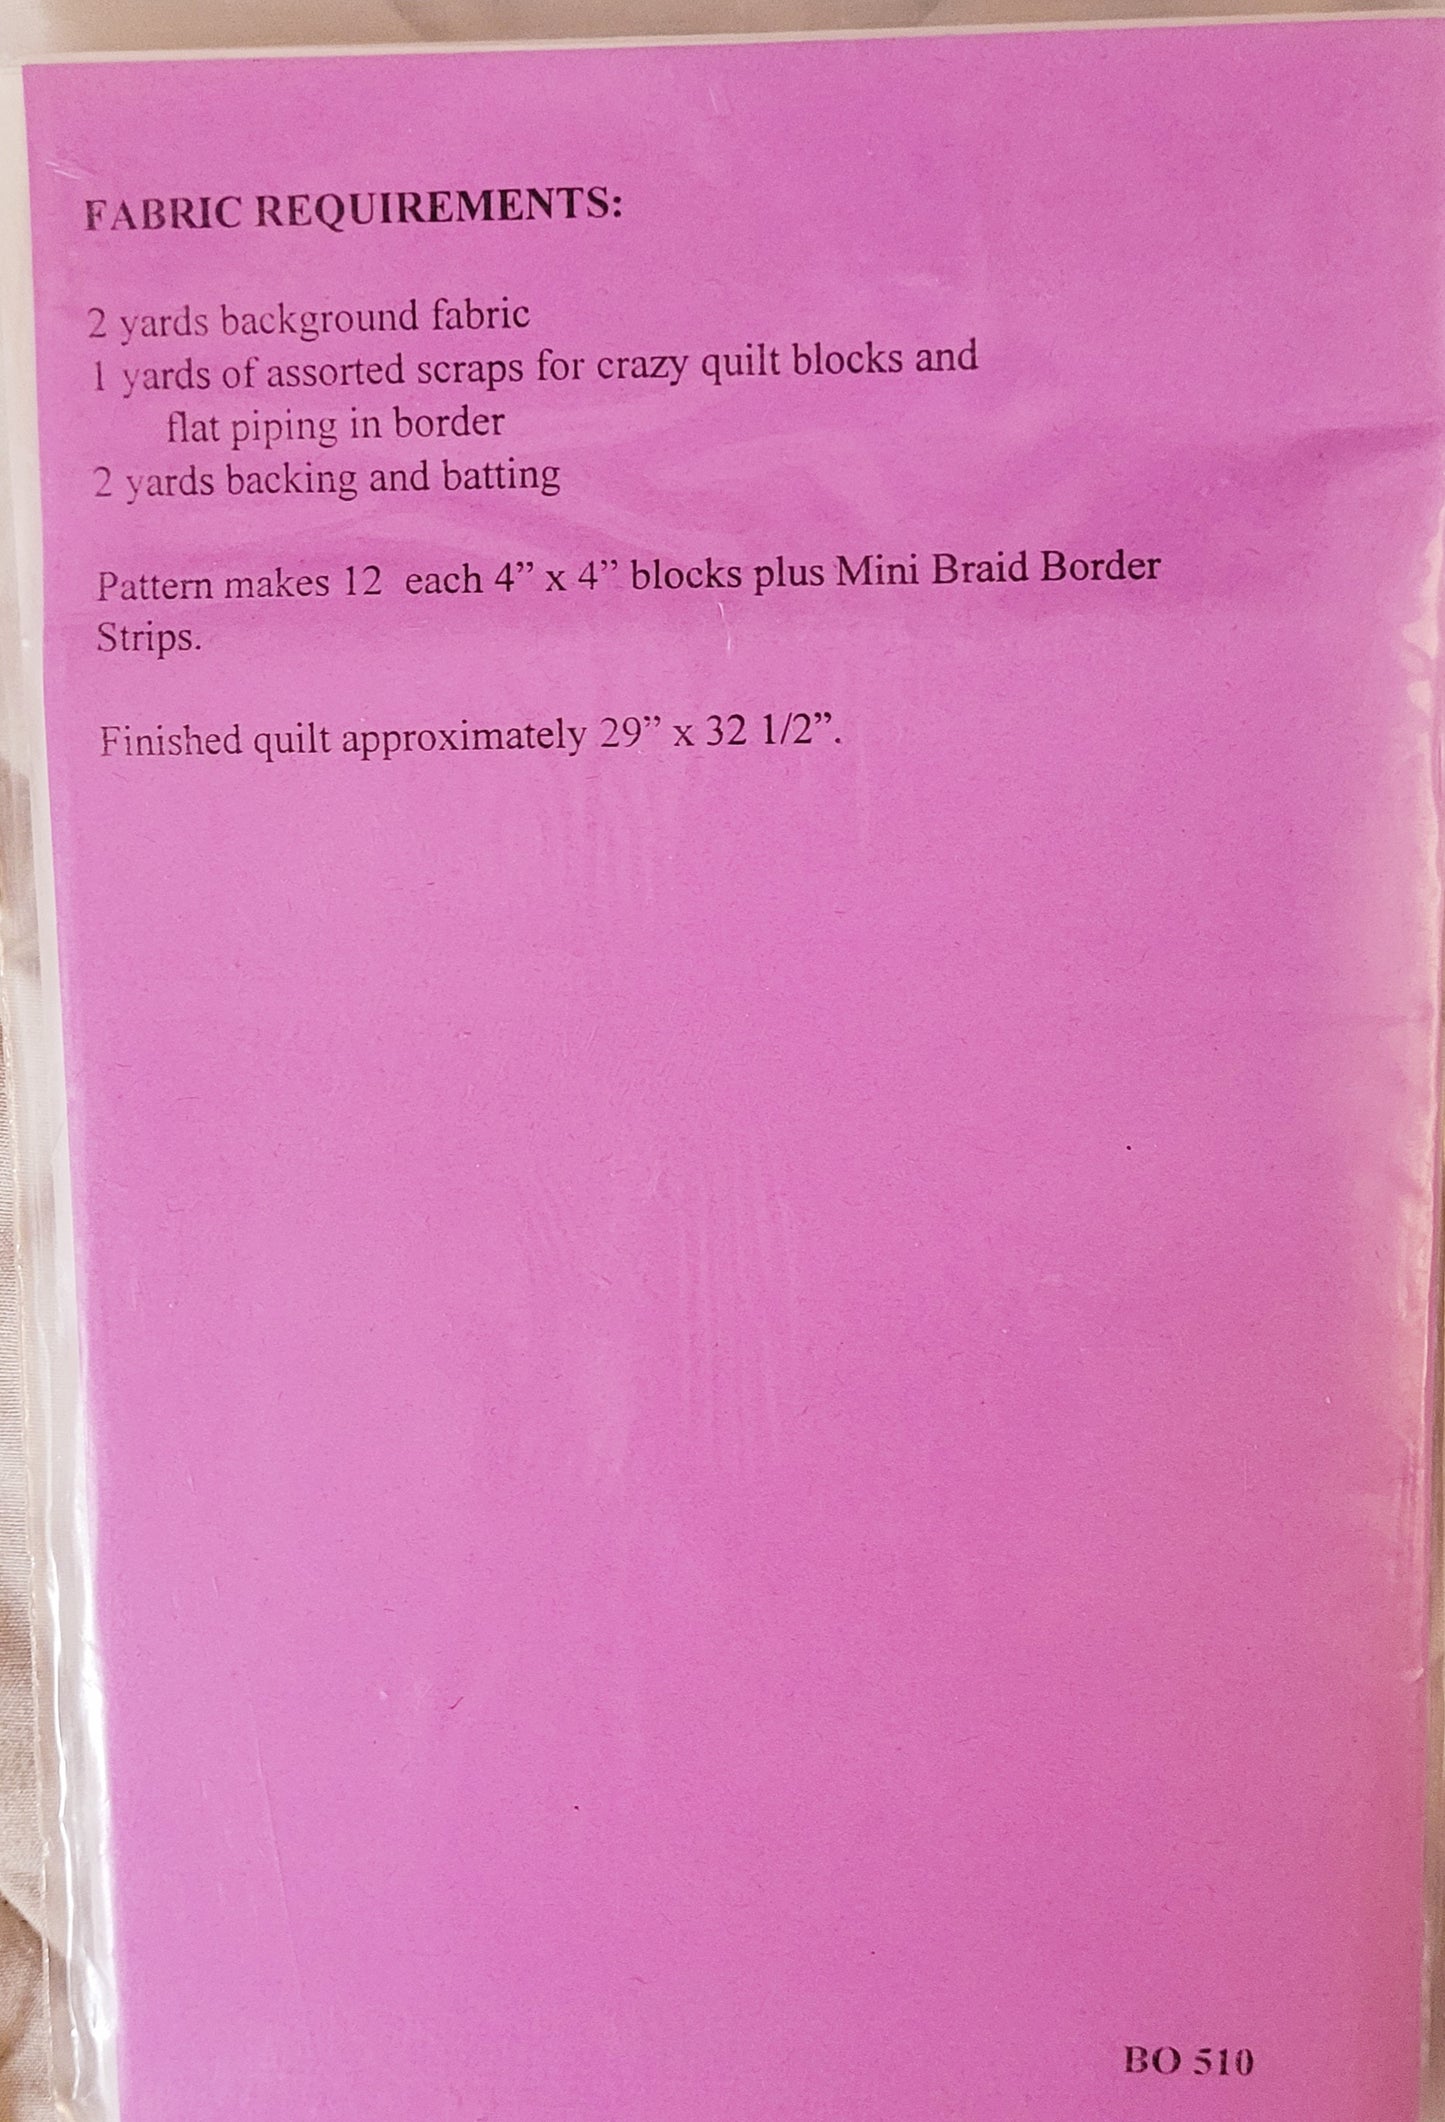 FABRIC REQUIREMENTS:
2 yards background fabric
1 yards of assorted scraps for crazy quilt blocks and
flat piping in border
2 yards backing and batting
Pattern makes 12 each 4” x 4” blocks plus Mini Braid Border
Strips.
Finished quilt approximately 29” x 32 1/2”.
BO 510